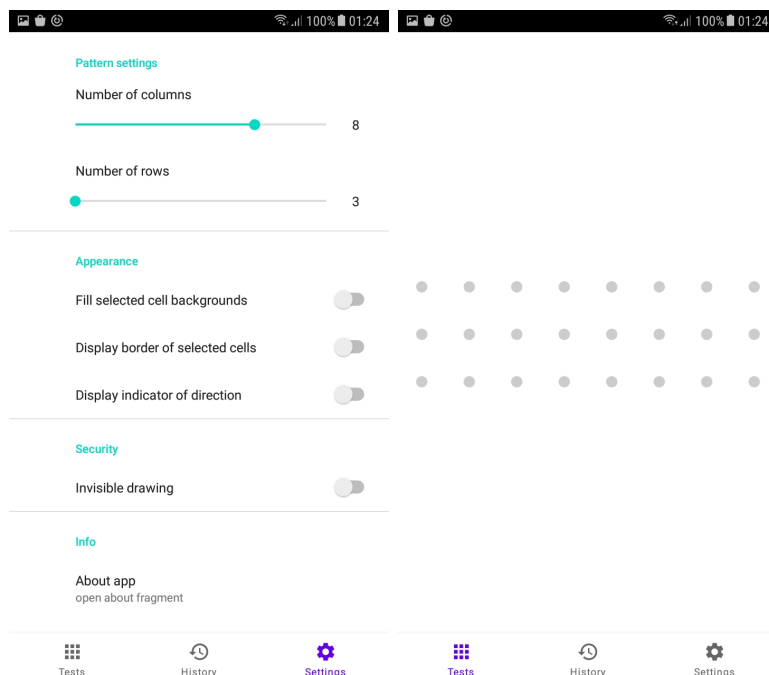 100% 01:24
Pattern settings
Number of columns
8
Number of rows
3
Appearance
Fill selected cell backgrounds
Display border of selected cells
Display indicator of direction
Security
Invisible drawing
Info
About app
open about fragment
Tests History Settings
100% 01:24
Tests History Settings